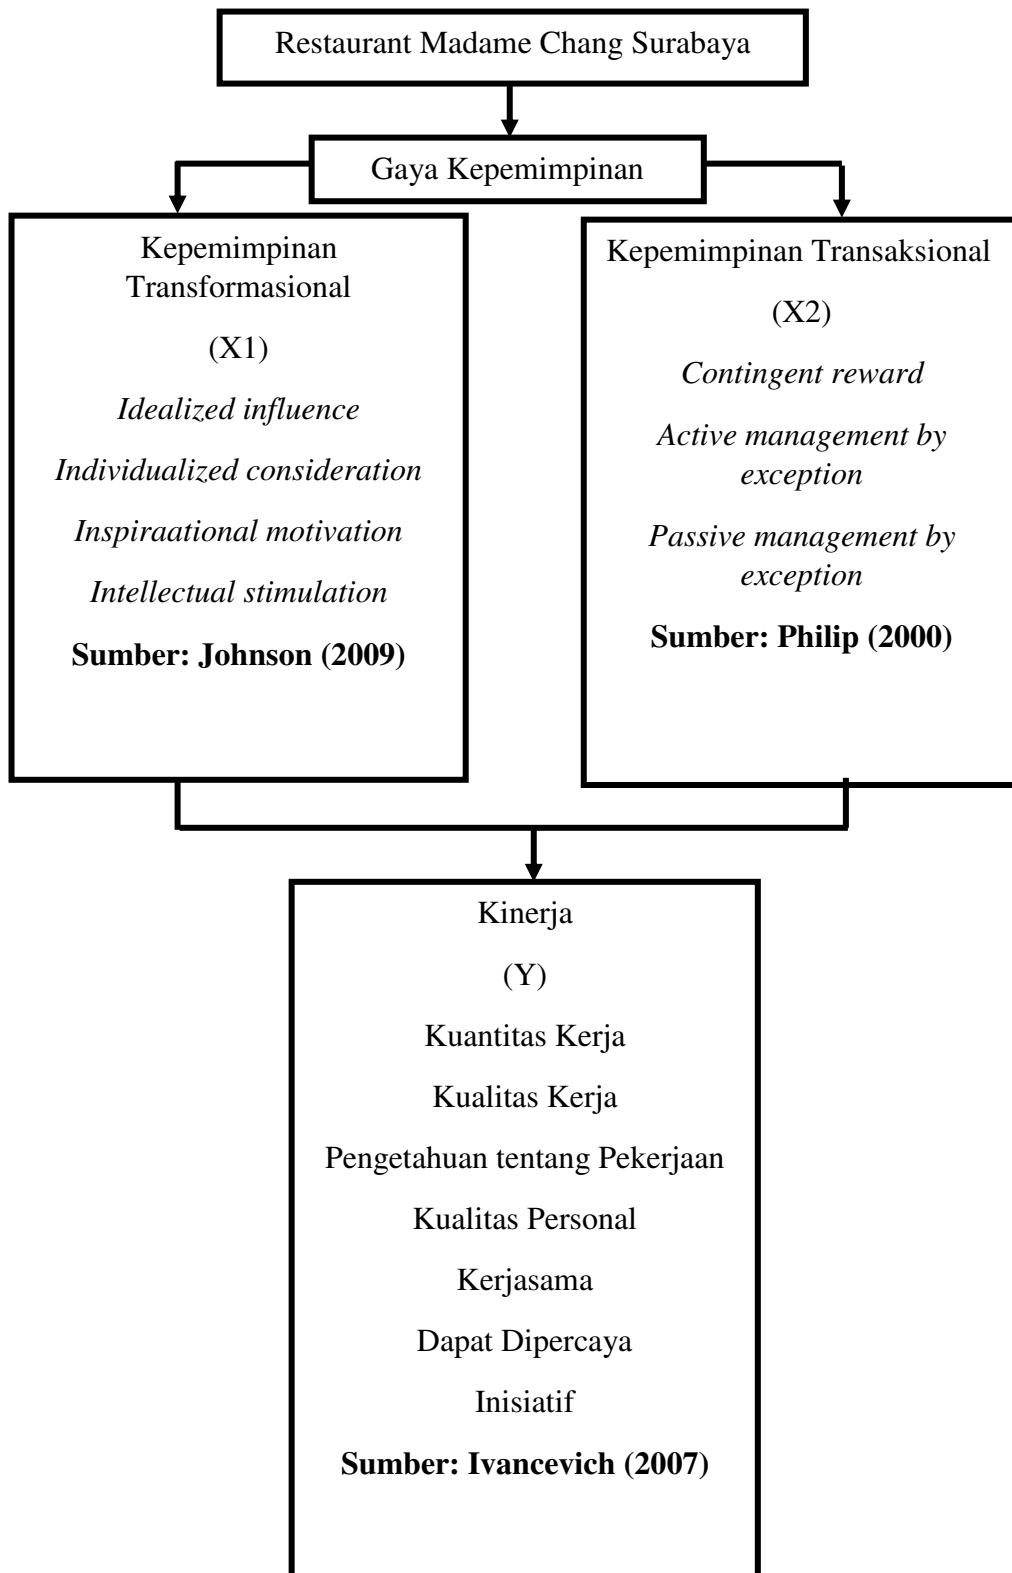 Restaurant Madame Chang Surabaya
Gaya Kepemimpinan
Kepemimpinan
Transformasional
(X1)
Idealized influence
Individualized consideration
Inspiraational motivation
Intellectual stimulation
Sumber: Johnson (2009)
Kepemimpinan Transaksional
(X2)
Contingent reward
Active management by
exception
Passive management by
exception
Sumber: Philip (2000)
Kinerja
(Y)
Kuantitas Kerja
Kualitas Kerja
Pengetahuan tentang Pekerjaan
Kualitas Personal
Kerjasama
Dapat Dipercaya
Inisiatif
Sumber: Ivancevich (2007)